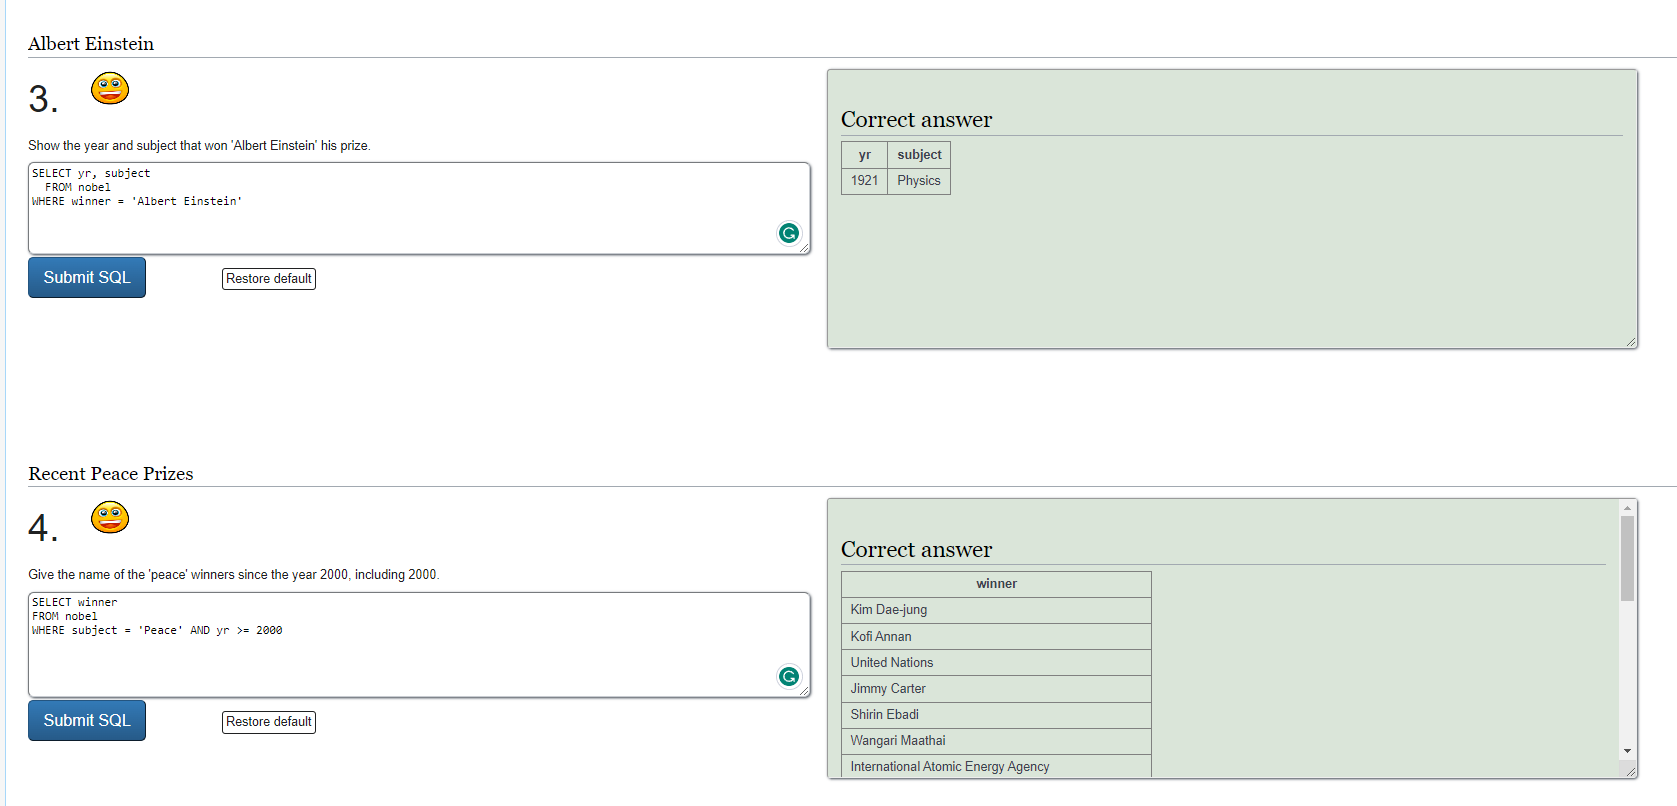 Albert Einstein
3.
Show the year and subject that won 'Albert Einstein' his prize.
SELECT yr, subject
FROM nobel
WHERE winner = 'Albert Einstein'
Submit SQL
Restore default
Correct answer
yr subject
1921 Physics
Recent Peace Prizes
4.
Give the name of the 'peace' winners since the year 2000, including 2000.
SELECT winner
FROM nobel
WHERE subject = 'Peace' AND yr >= 2000
Submit SQL
Restore default
Correct answer
winner
Kim Dae-jung
Kofi Annan
United Nations
Jimmy Carter
Shirin Ebadi
Wangari Maathai
International Atomic Energy Agency